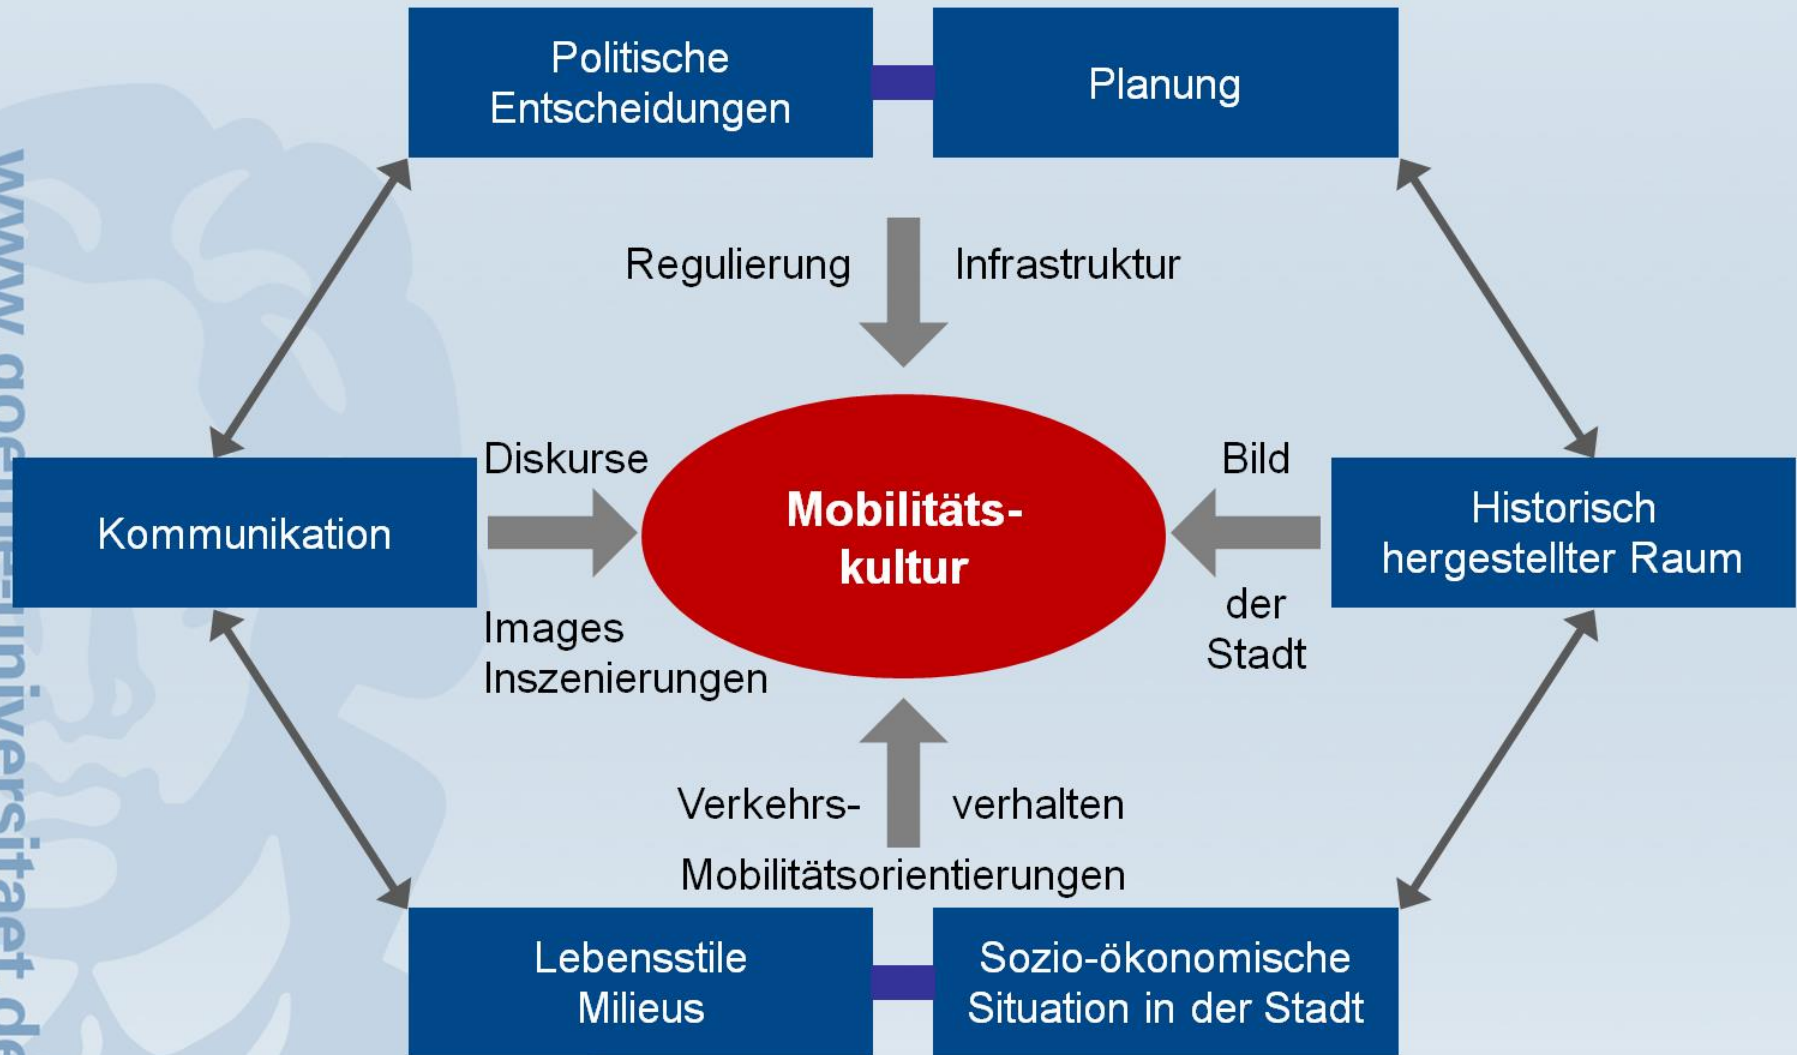 Politische
Entscheidungen
Planung
Regulierung
Infrastruktur
Diskurse
Bild
Kommunikation
Mobilitäts-
kultur
Historisch
hergestellter Raum
Images
Inszenierungen
der
Stadt
Verkehrs-
verhalten
Mobilitätsorientierungen
Lebensstile
Milieus
Sozio-ökonomische
Situation in der Stadt